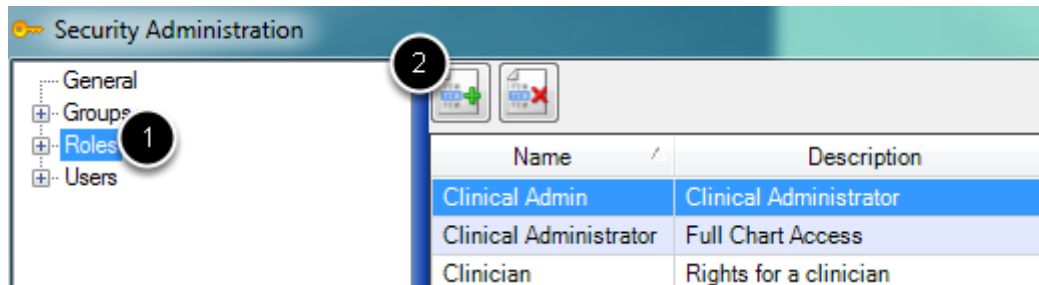 Security Administration
2
General
Groups
Roles
1
Users
Name Description
Clinical Admin Clinical Administrator
Clinical Administrator Full Chart Access
Clinician Rights for a clinician